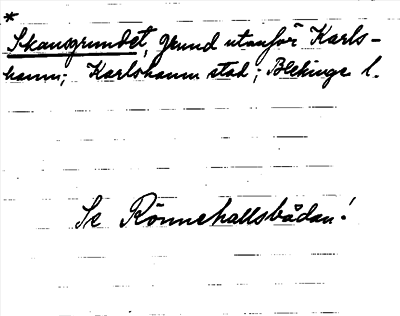 *
Skansgrundet, grund utanför Karls-
hamn; Karlshamn stad; Blekinge l.
Se Rönnehallsbådan!